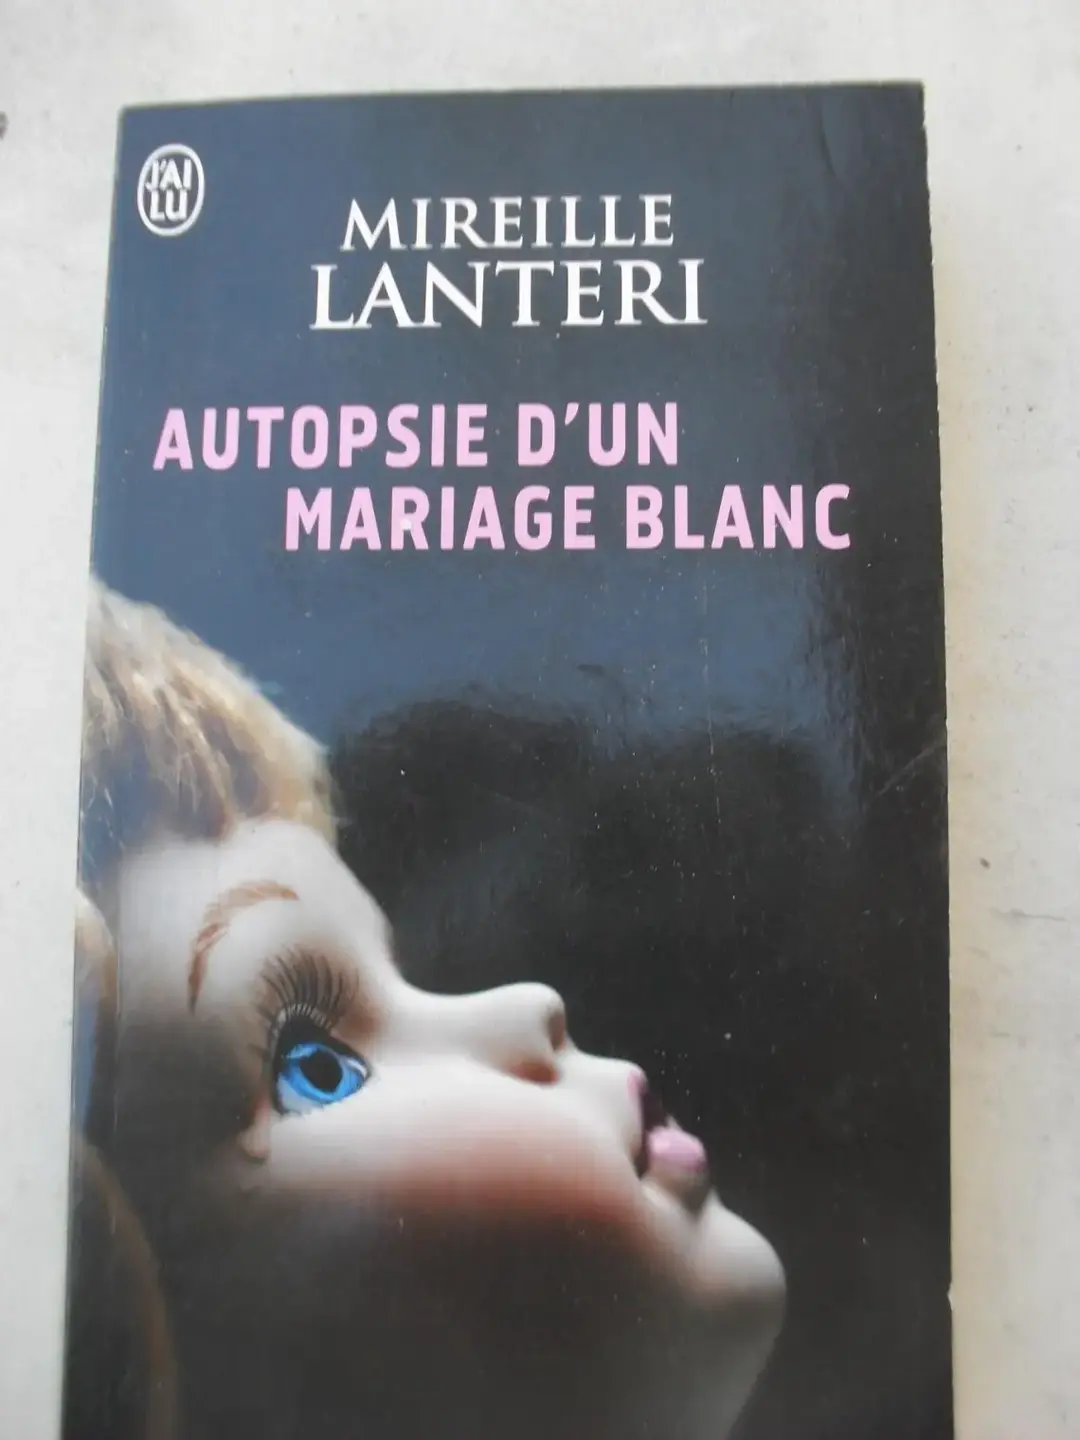 J'AI
LU
MIREILLE
LANTERI
AUTOPSIE D'UN
MARIAGE BLANC